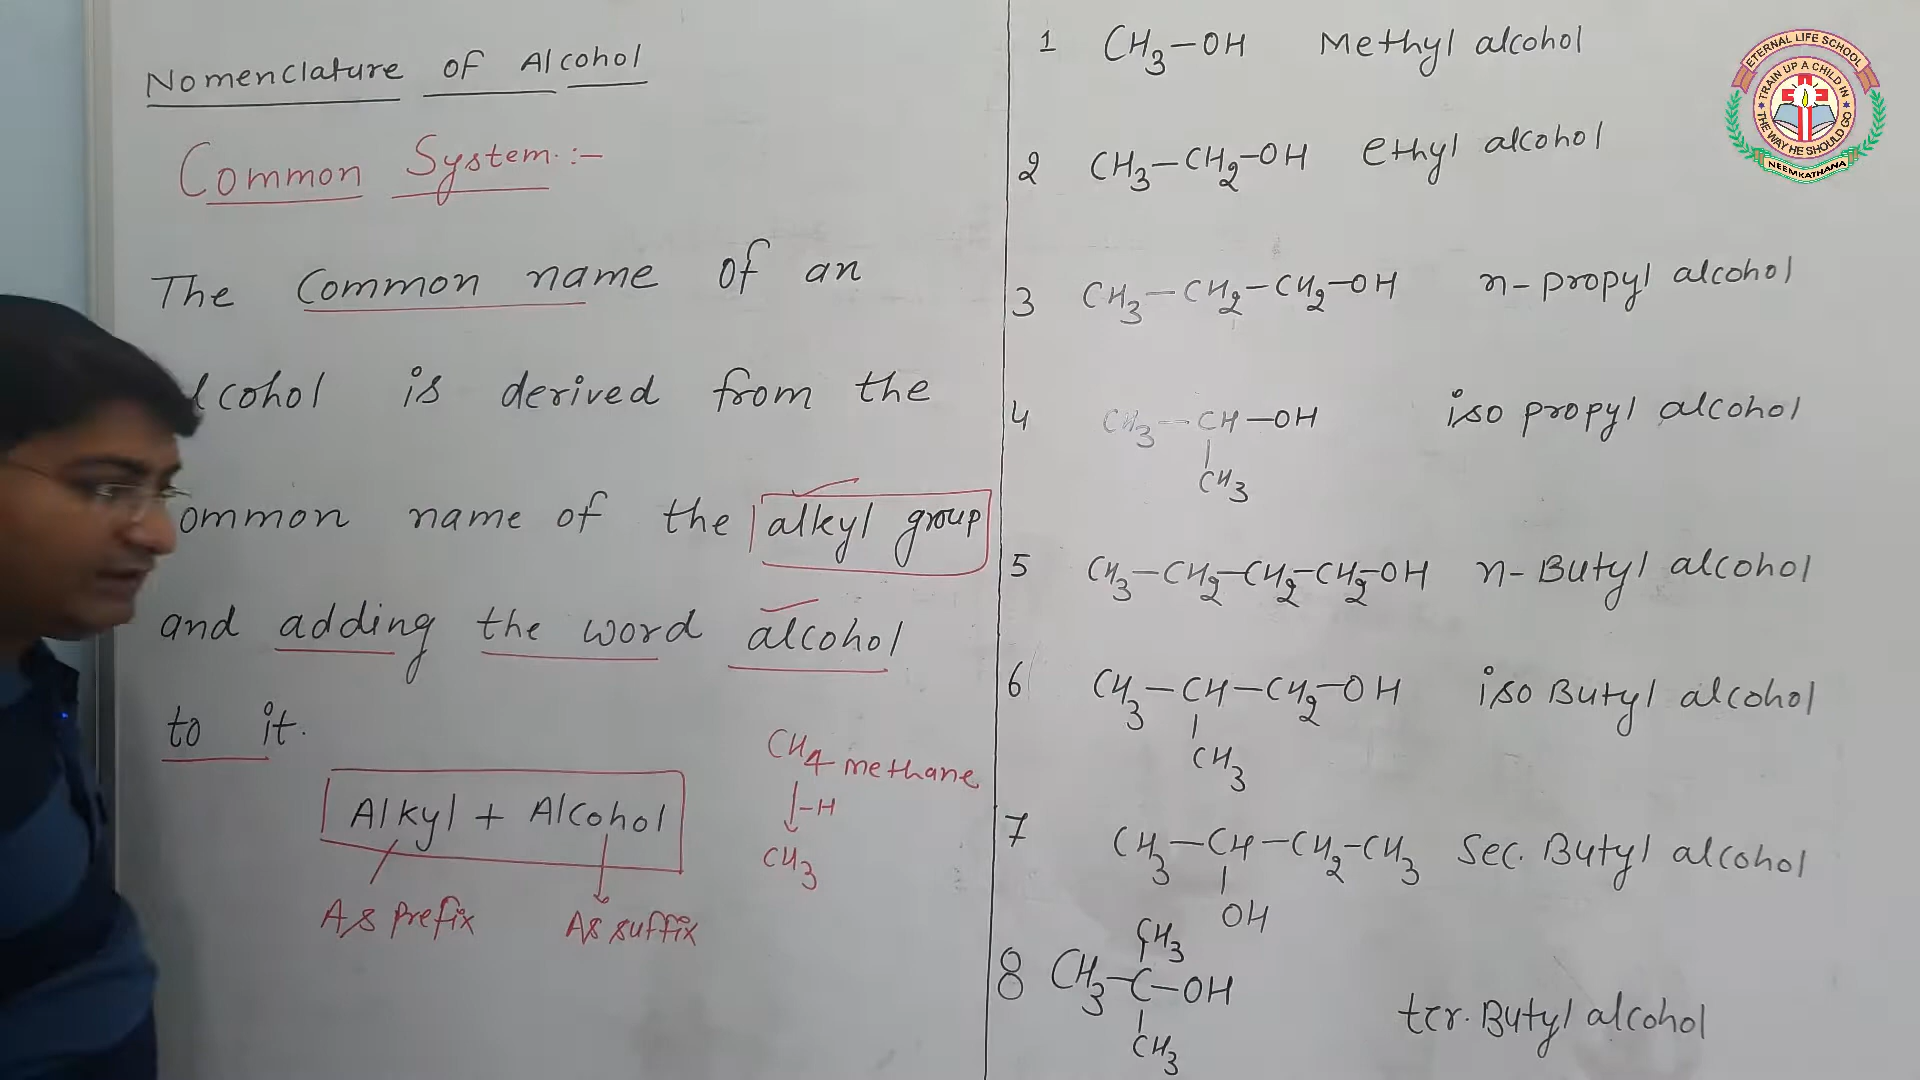 Nomenclature of Alcohol
Common System :-
The Common name of an
lcohol is derived from the
ommon name of the alkyl group
and adding the word alcohol
to it.
Alkyl + Alcohol
As prefix As suffix
CH4 methane
-H
CH3
1 CH3-OH Methyl alcohol
2 CH3-CH2-OH Ethyl alcohol
3 CH3-CH2-CH2-OH n-propyl alcohol
4 CH3-CH-OH iso propyl alcohol
CH3
5 CH3-CH2-CH2-CH2-OH n-Butyl alcohol
6 CH3-CH-CH2-OH iso Butyl alcohol
CH3
7 CH3-CH-CH2-CH3 Sec. Butyl alcohol
OH
CH3
8 CH3-C-OH
ter. Butyl alcohol
CH3
ETERNAL LIFE SCHOOL
TRAIN UP A CHILD IN
THE WAY HE SHOULD GO
NEEMKATHANA